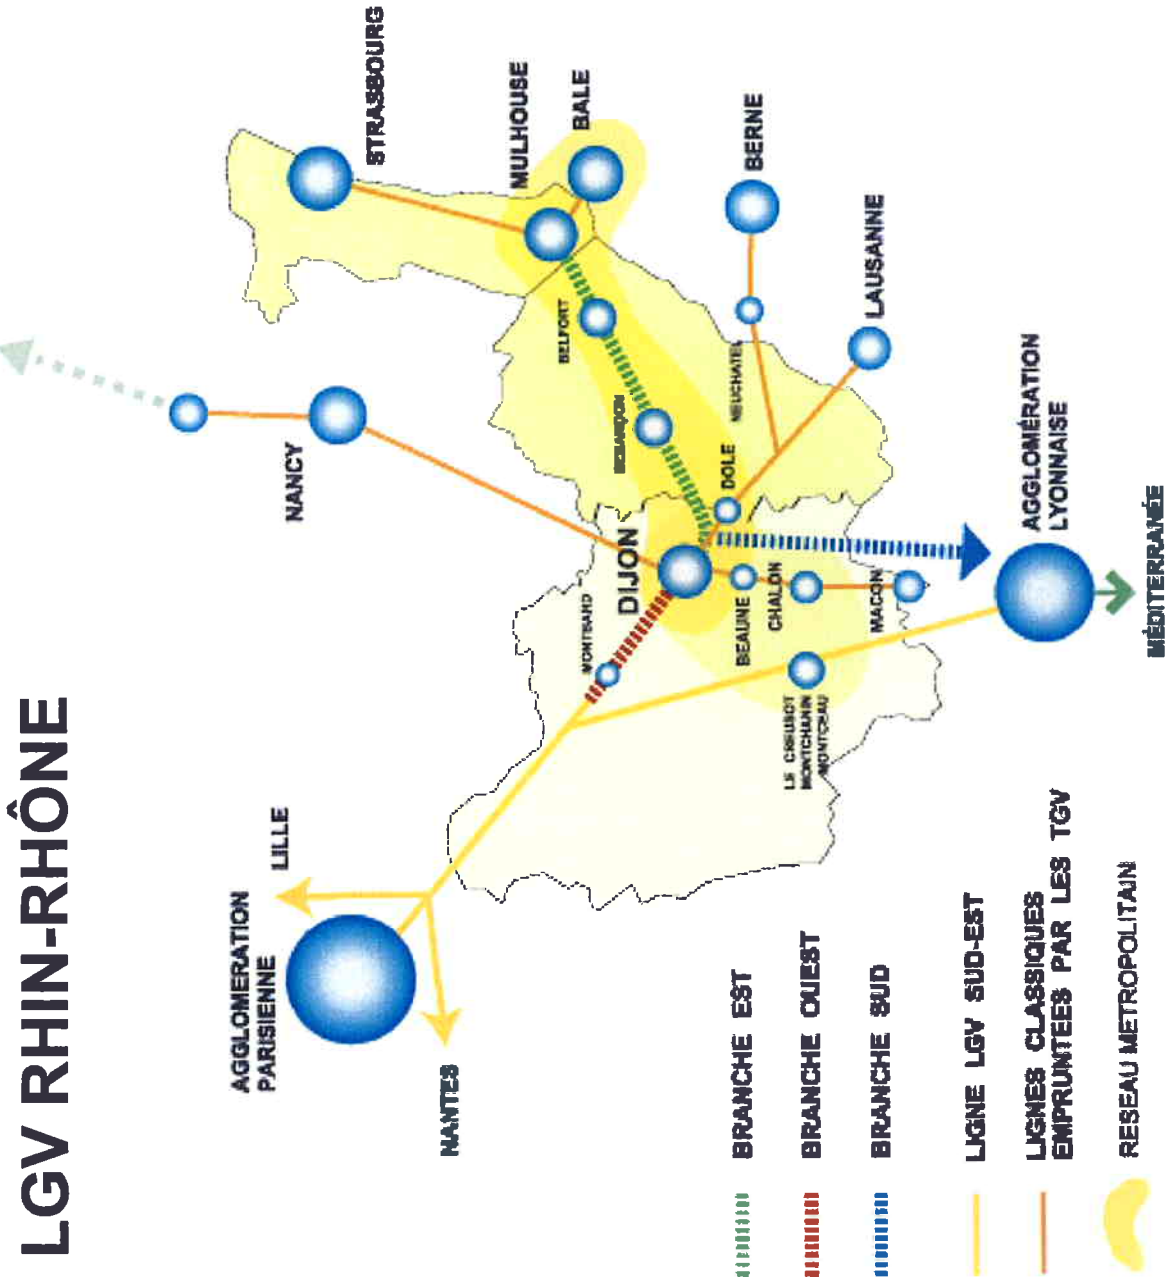 LGV RHIN-RHÔNE
STRASBOURG
MULHOUSE
BALE
BERNE
LAUSANNE
NANCY
BELFORT
BESANÇON
NEUCHATEL
DOLE
DIJON
MONTBARD
BEAUNE
CHALON
MACON
LE CREUSOT
MONTCHANIN
MONTCEAU
AGGLOMÉRATION
LYONNAISE
MÉDITERRANÉE
LILLE
AGGLOMERATION
PARISIENNE
NANTES
BRANCHE EST
BRANCHE OUEST
BRANCHE SUD
LIGNE LGV SUD-EST
LIGNES CLASSIQUES
EMPRUNTEES PAR LES TGV
RESEAU METROPOLITAIN